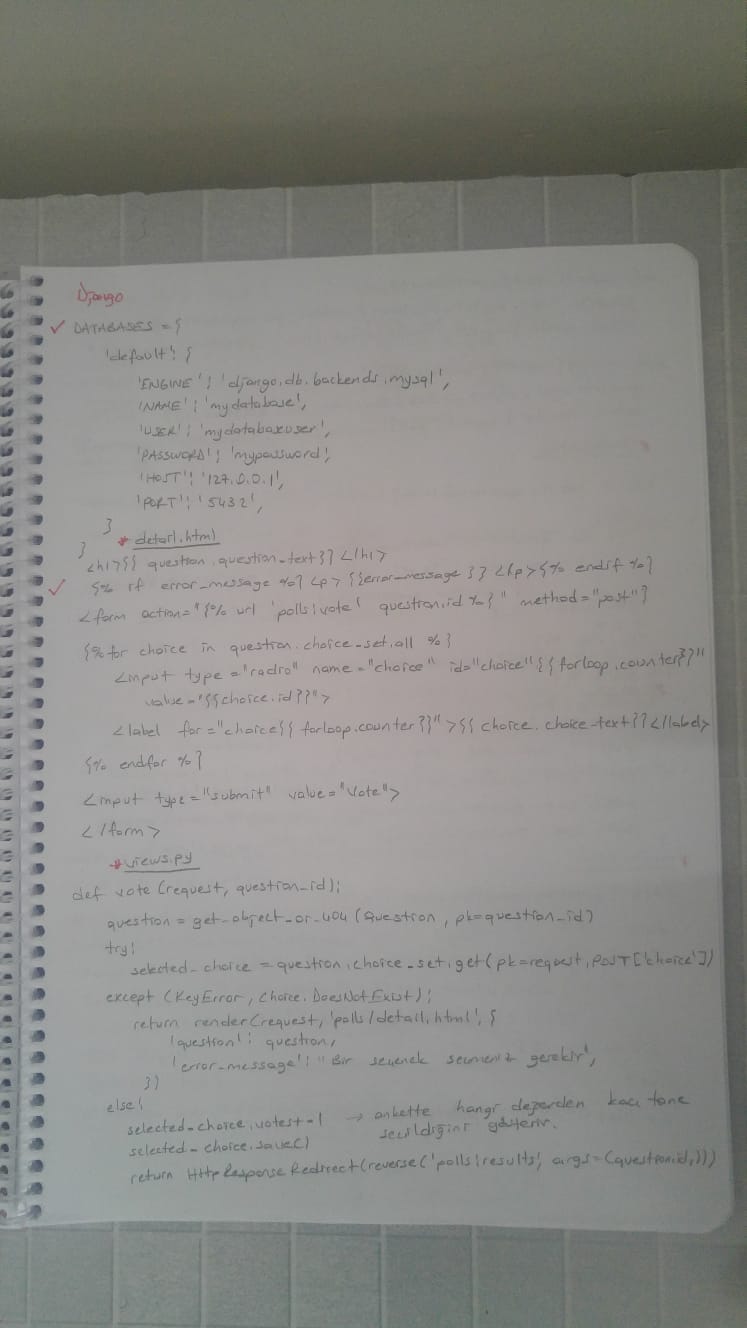 Django
DATABASES = {
'default': {
'ENGINE': 'django.db.backends.mysql',
'NAME': 'mydatabase',
'USER': 'mydatabaseuser',
'PASSWORD': 'mypassword',
'HOST': '127.0.0.1',
'PORT': '5432',
}
}
* detail.html
<h1>{{ question.question_text }}</h1>
{% if error_message %} <p> {{error_message }} </p> {% endif %}
<form action="{% url 'polls:vote' question.id %}" method="post"}
{% for choice in question.choice_set.all %}
<input type="radio" name="choice" id="choice"{{ forloop.counter}}"
value="{{choice.id}}">
<label for="choice{{ forloop.counter }}">{{ choice.choice_text}}</label>
{% endfor %}
<input type="submit" value="Vote">
</form>
* views.py
def vote (request, question_id):
question = get_object_or_404 (Question, pk=question_id)
try:
selected_choice = question.choice_set.get(pk=request.POST['choice'])
except (KeyError, Choice.DoesNotExist):
return render(request, 'polls/detail.html', {
'question': question,
'error_message': "Bir seçenek seçmeniz gerekir",
})
else:
selected_choice.votes+=1 → ankette hangi değerden kaç tane
seçildiğini gösterir.
selected_choice.save()
return HttpResponseRedirect(reverse('polls:results', args=(question.id,)))